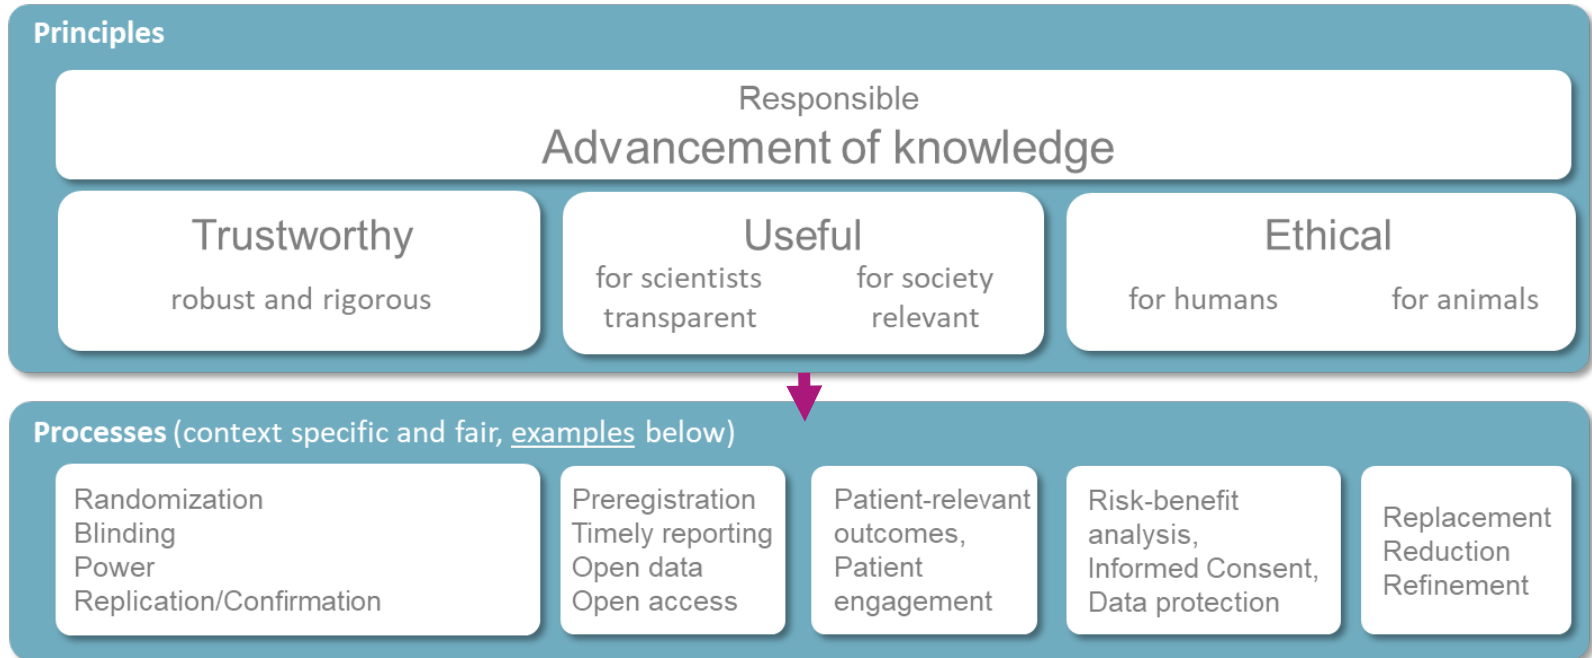 Principles
Responsible
Advancement of knowledge
Trustworthy
robust and rigorous
Useful
for scientists
transparent
for society
relevant
Ethical
for humans
for animals
Processes (context specific and fair, examples below)
Randomization
Blinding
Power
Replication/Confirmation
Preregistration
Timely reporting
Open data
Open access
Patient-relevant
outcomes,
Patient
engagement
Risk-benefit
analysis,
Informed Consent,
Data protection
Replacement
Reduction
Refinement